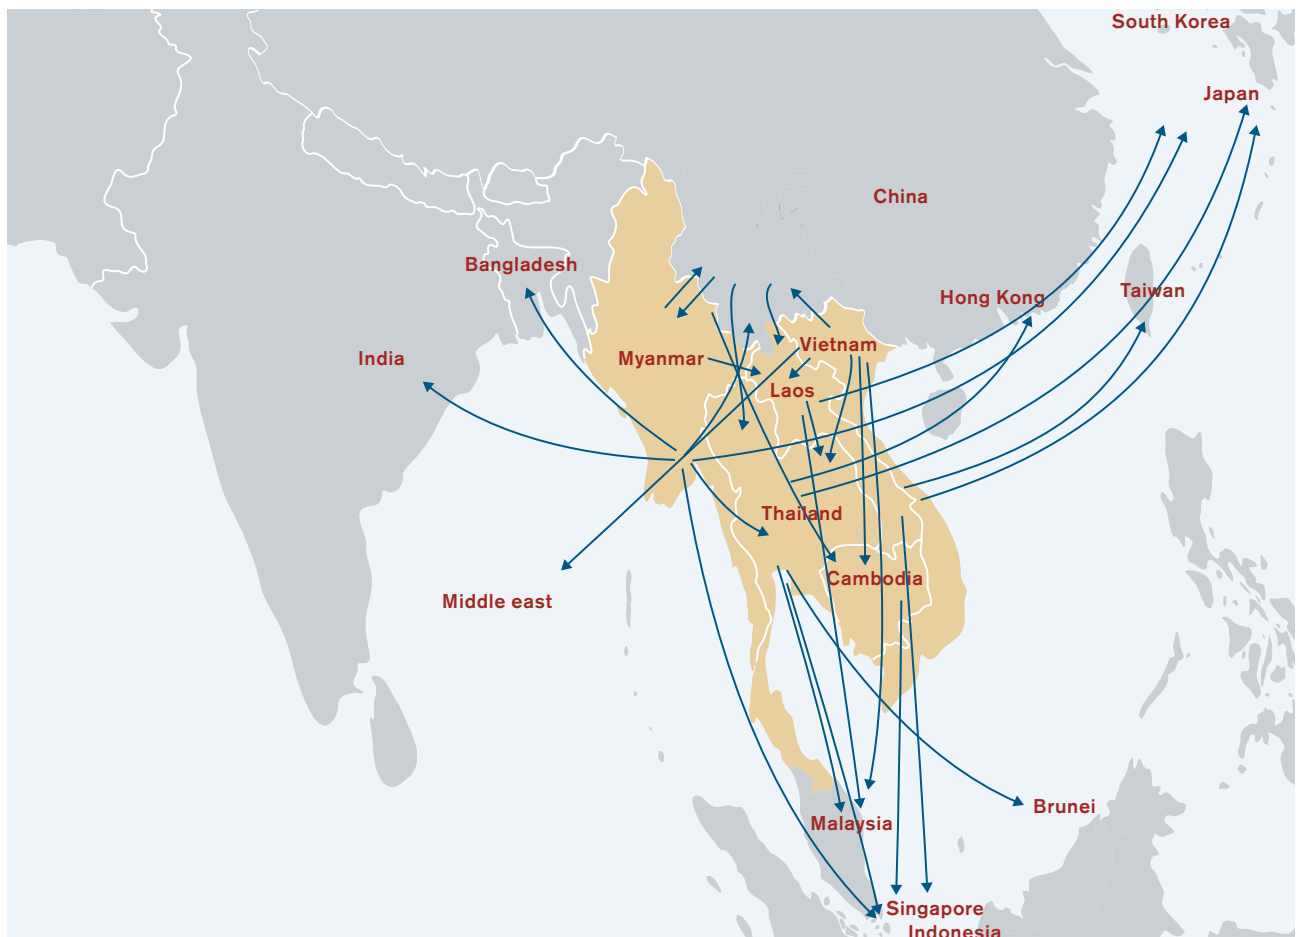 South Korea
Japan
China
Bangladesh
Hong Kong
Taiwan
India
Myanmar
Vietnam
Laos
Thailand
Cambodia
Middle east
Brunei
Malaysia
Singapore
Indonesia